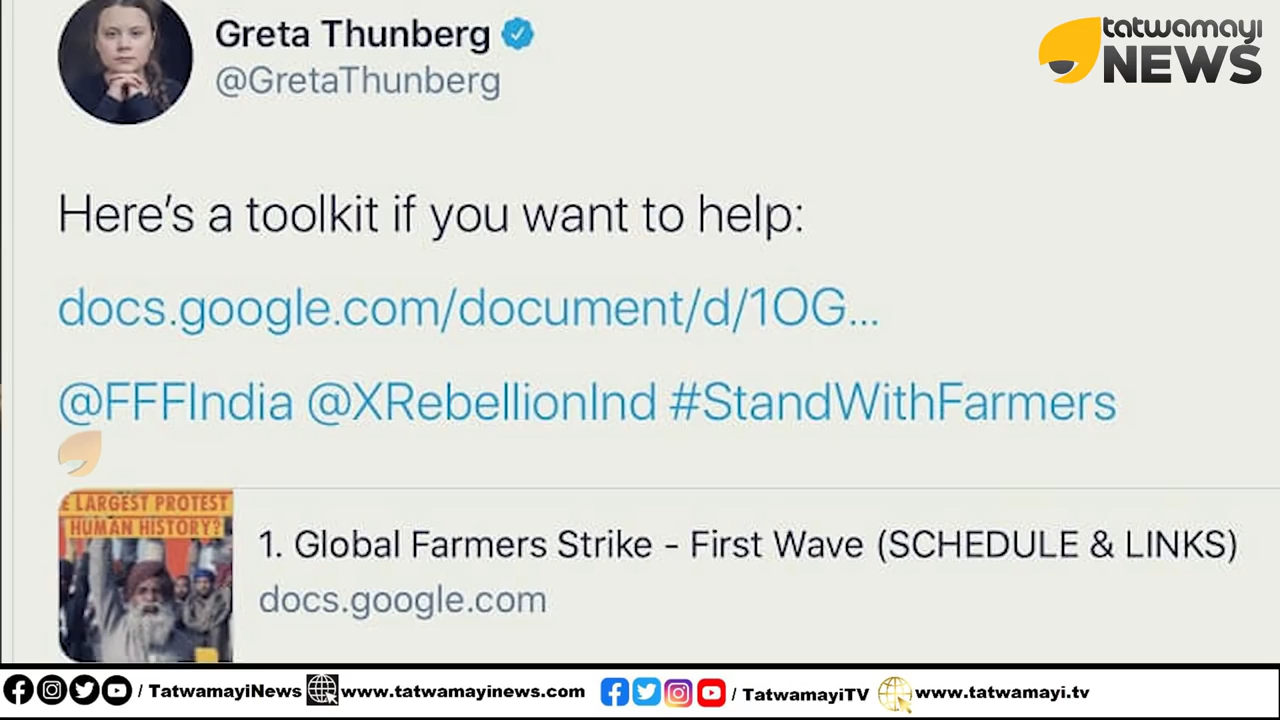 Greta Thunberg
@GretaThunberg
tatwamayi
NEWS
Here's a toolkit if you want to help:
docs.google.com/document/d/1OG...
@FFFIndia @XRebellionInd #StandWithFarmers
E LARGEST PROTEST
HUMAN HISTORY?
1. Global Farmers Strike - First Wave (SCHEDULE & LINKS)
docs.google.com
/ TatwamayiNews www.tatwamayinews.com / TatwamayiTV www.tatwamayi.tv